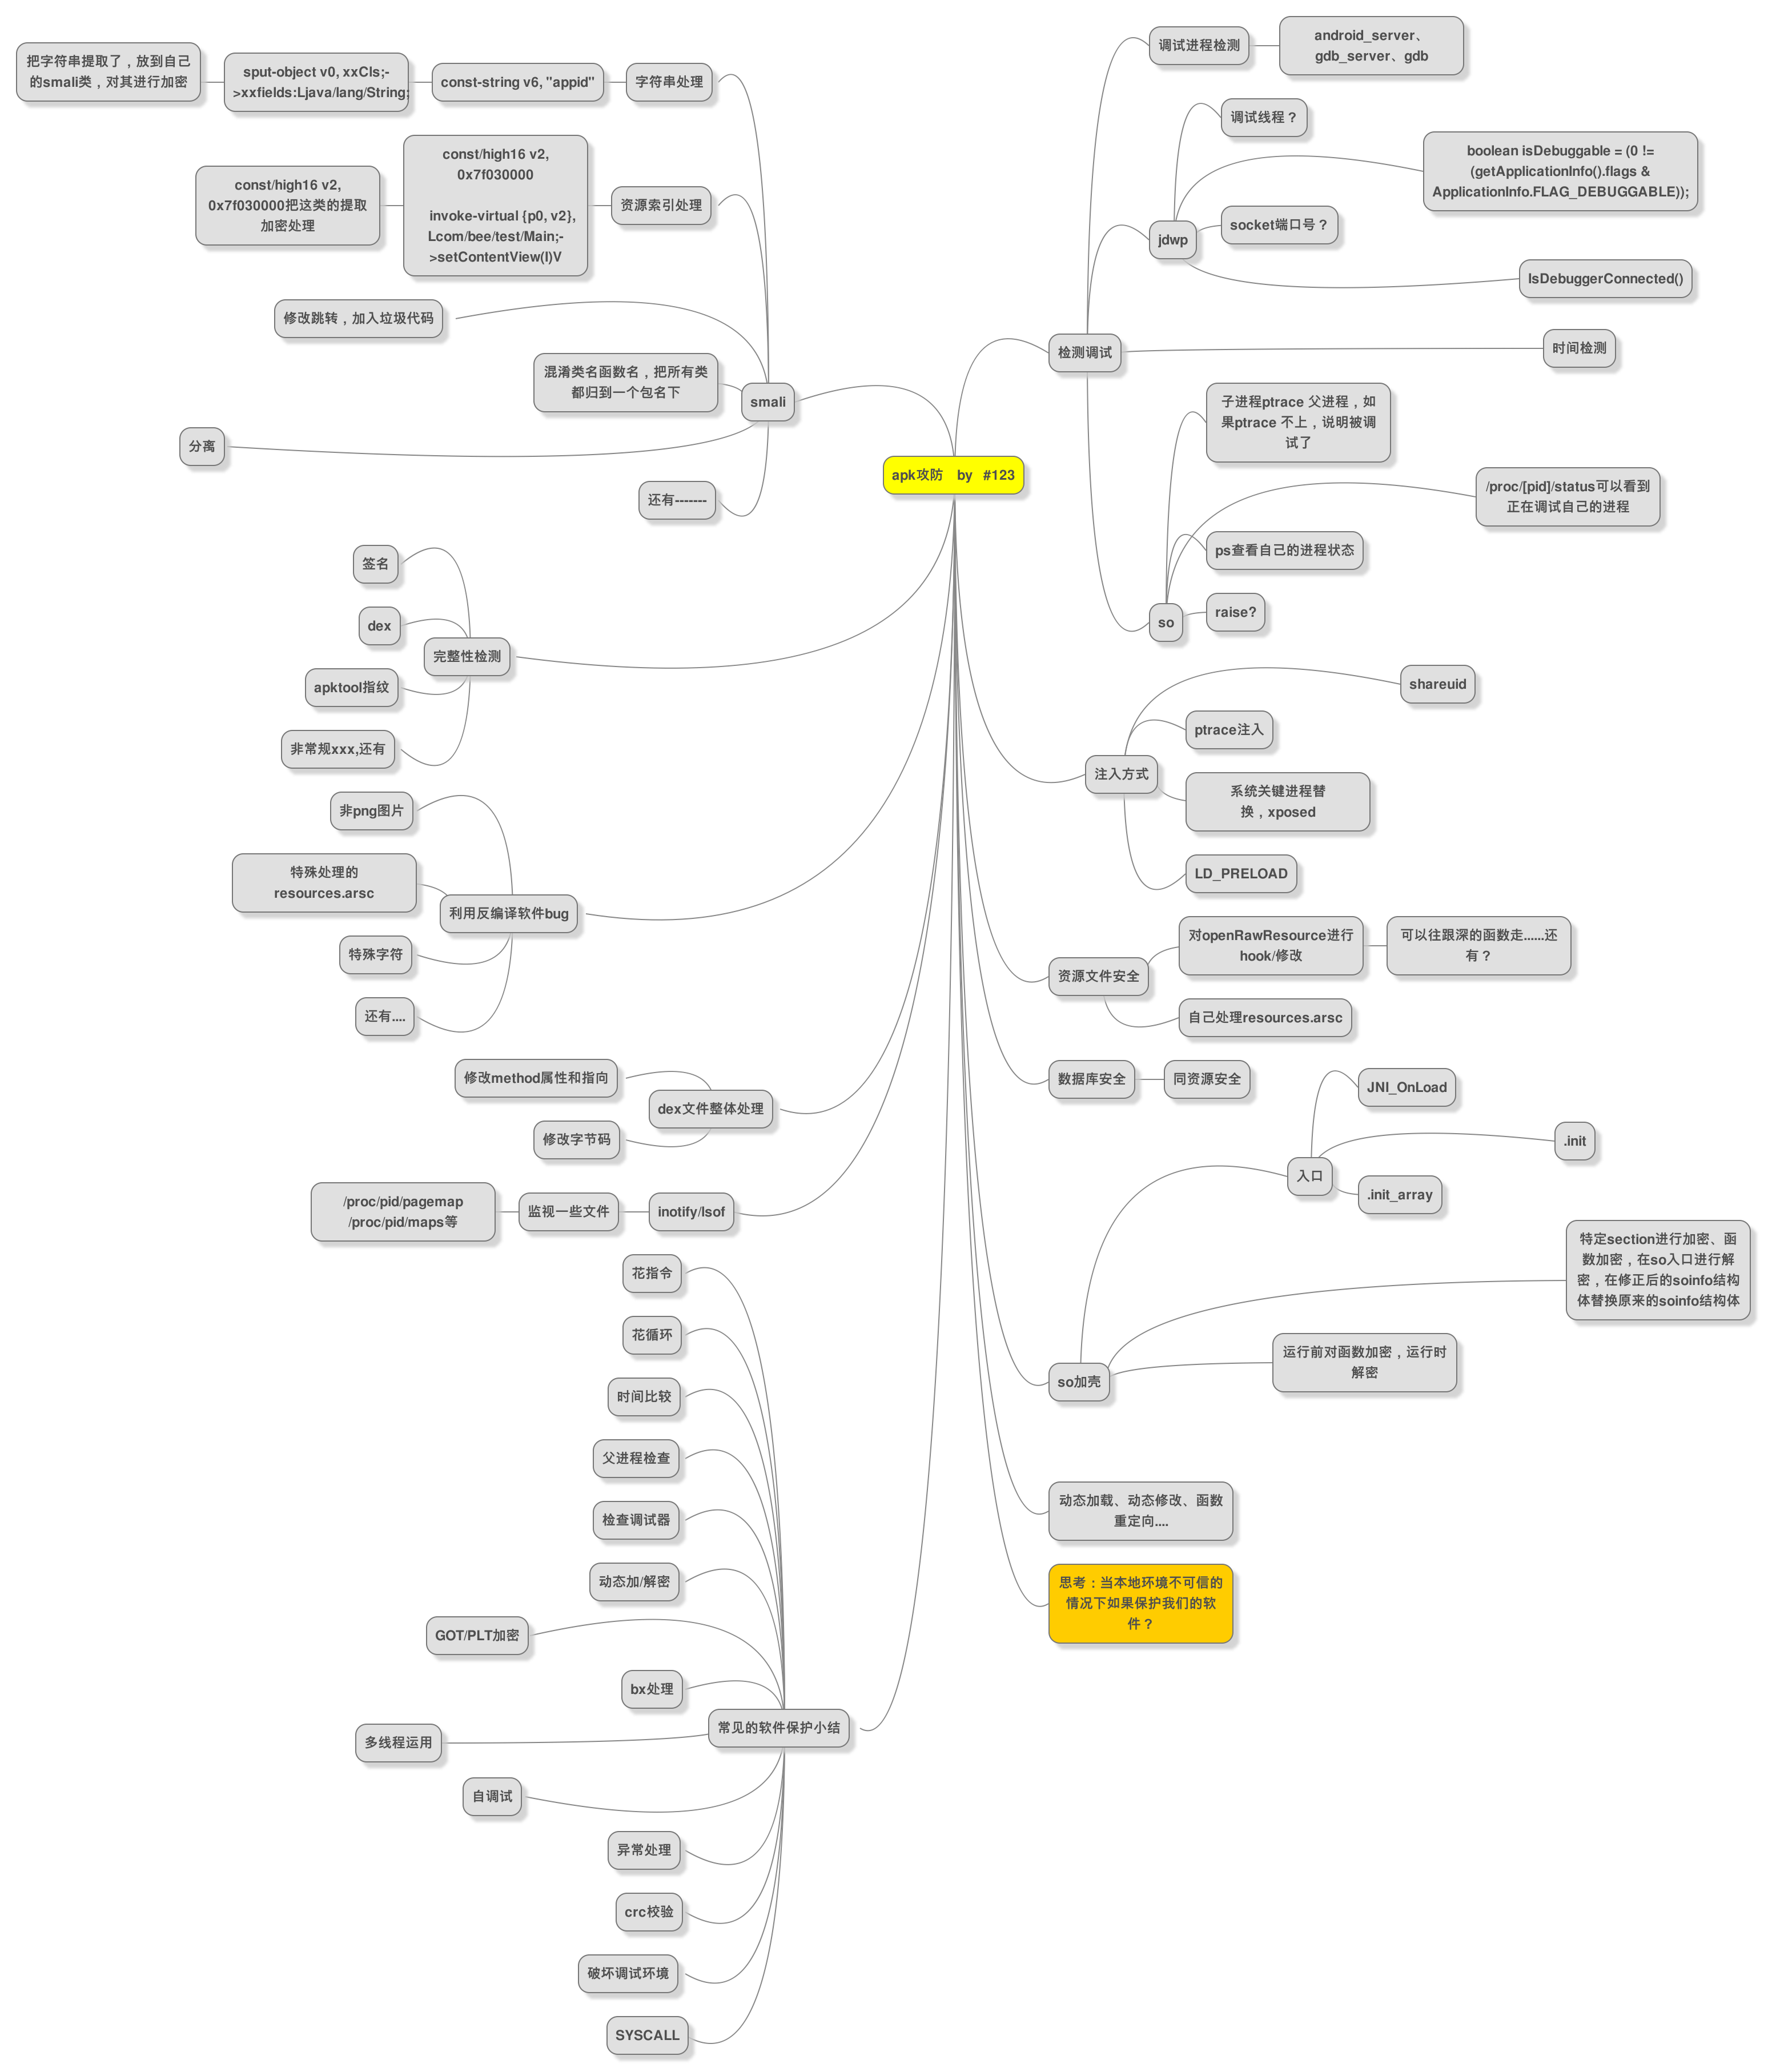 apk攻防 by #123
检测调试
调试进程检测
android_server、
gdb_server、gdb
jdwp
调试线程？
boolean isDebuggable = (0 !=
(getApplicationInfo().flags &
ApplicationInfo.FLAG_DEBUGGABLE));
socket端口号？
IsDebuggerConnected()
时间检测
so
子进程ptrace 父进程，如
果ptrace 不上，说明被调
试了
/proc/[pid]/status可以看到
正在调试自己的进程
ps查看自己的进程状态
raise?
注入方式
shareuid
ptrace注入
系统关键进程替
换，xposed
LD_PRELOAD
资源文件安全
对openRawResource进行
hook/修改
可以往跟深的函数走......还
有？
自己处理resources.arsc
数据库安全
同资源安全
so加壳
入口
JNI_OnLoad
.init
.init_array
特定section进行加密、函
数加密，在so入口进行解
密，在修正后的soinfo结构
体替换原来的soinfo结构体
运行前对函数加密，运行时
解密
动态加载、动态修改、函数
重定向....
思考：当本地环境不可信的
情况下如果保护我们的软
件？
smali
字符串处理
const-string v6, "appid"
sput-object v0, xxCls;-
>xxfields:Ljava/lang/String;
把字符串提取了，放到自己
的smali类，对其进行加密
资源索引处理
const/high16 v2,
0x7f030000
invoke-virtual {p0, v2},
Lcom/bee/test/Main;-
>setContentView(I)V
const/high16 v2,
0x7f030000把这类的提取
加密处理
修改跳转，加入垃圾代码
混淆类名函数名，把所有类
都归到一个包名下
分离
还有-------
完整性检测
签名
dex
apktool指纹
非常规xxx,还有
利用反编译软件bug
非png图片
特殊处理的
resources.arsc
特殊字符
还有....
dex文件整体处理
修改method属性和指向
修改字节码
inotify/lsof
监视一些文件
/proc/pid/pagemap
/proc/pid/maps等
常见的软件保护小结
花指令
花循环
时间比较
父进程检查
检查调试器
动态加/解密
GOT/PLT加密
bx处理
多线程运用
自调试
异常处理
crc校验
破坏调试环境
SYSCALL